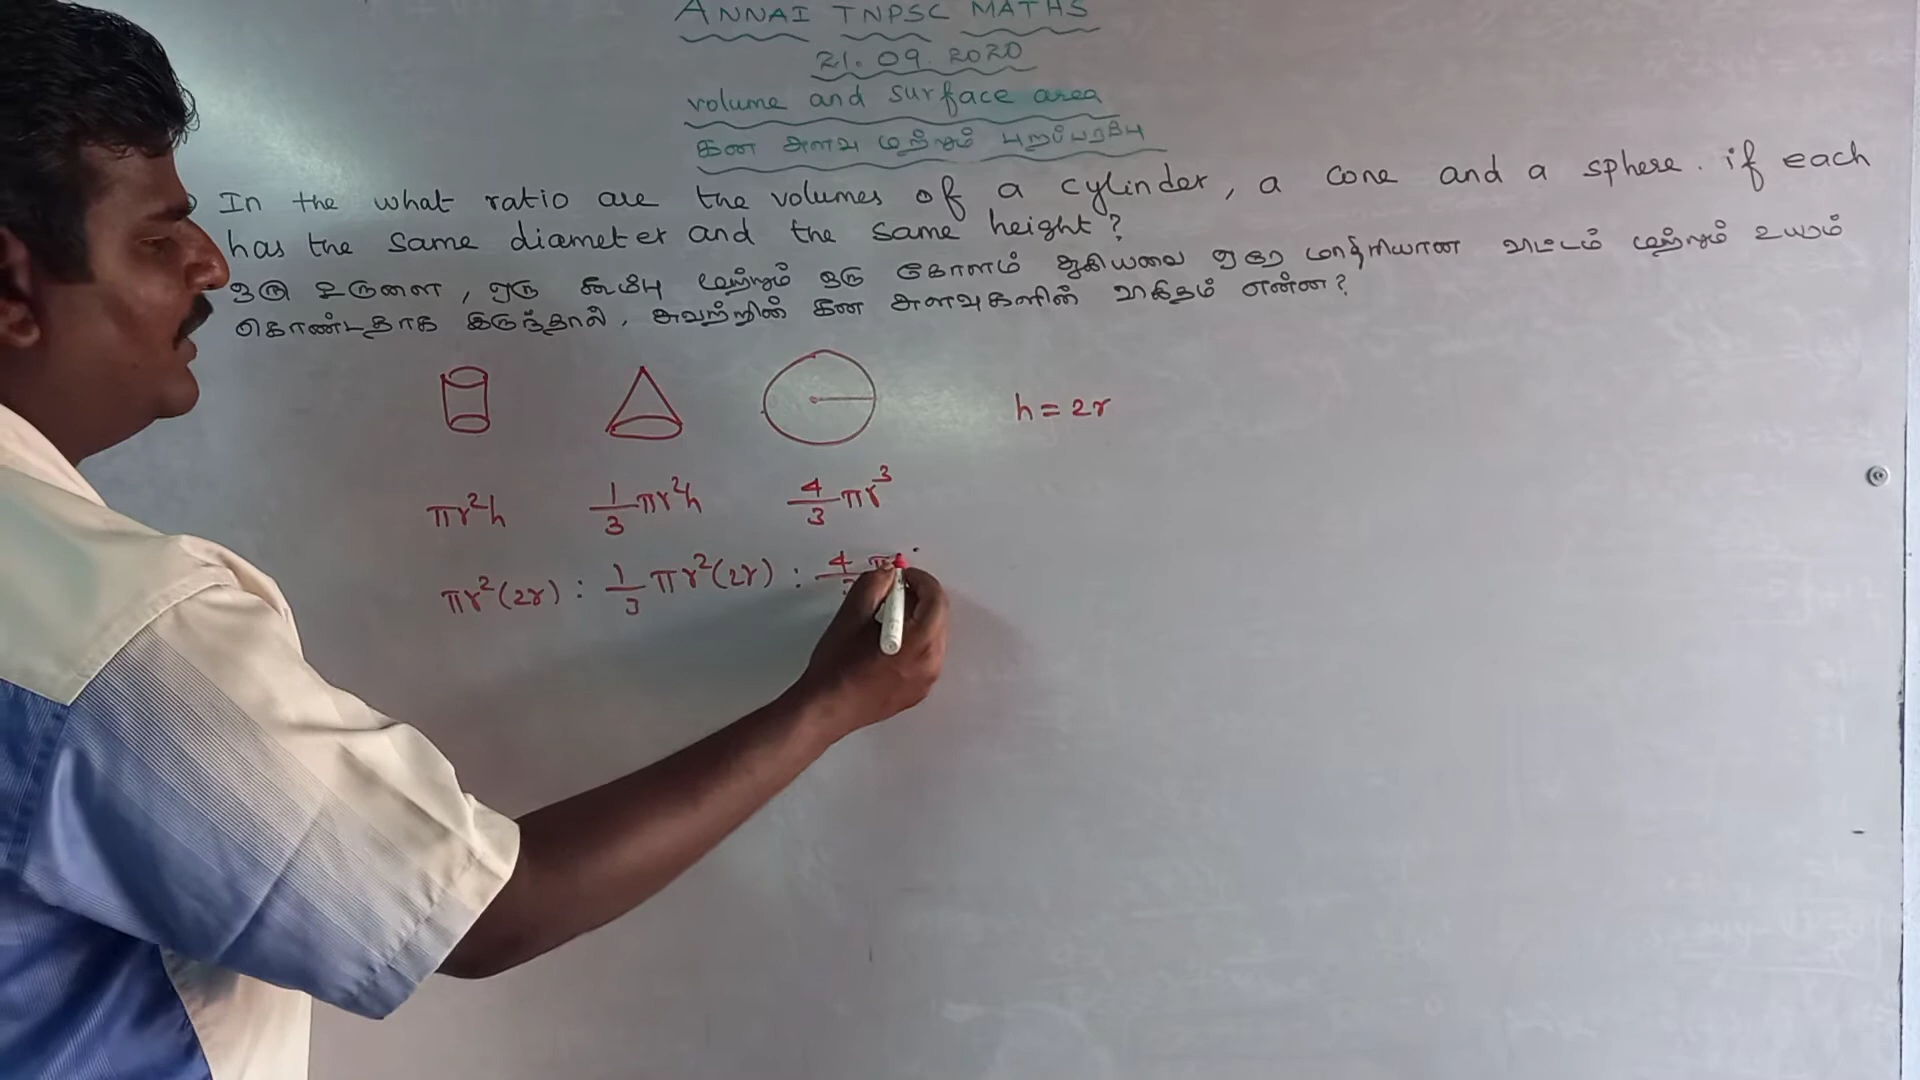 ANNAI TNPSC MATHS
21.09.2020
volume and surface area
கன அளவு மற்றும் புறப்பரப்பு
In the what ratio are the volumes of a cylinder, a cone and a sphere. if each
has the same diameter and the same height?
ஒரு உருளை, ஒரு கூம்பு மற்றும் ஒரு கோளம் ஆகியவை ஒரே மாதிரியான விட்டம் மற்றும் உயரம்
கொண்டதாக இருந்தால், அவற்றின் கன அளவுகளின் விகிதம் என்ன?
h = 2r
πr²h 1/3 πr²h 4/3 πr³
πr²(2r) : 1/3 πr²(2r) : 4